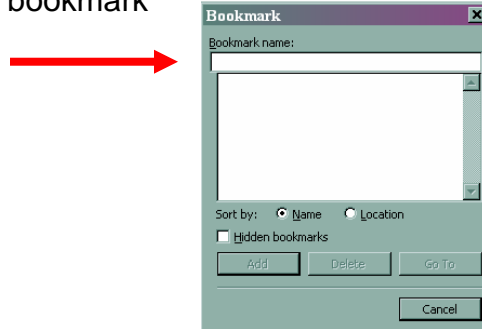 bookmark
Bookmark
Bookmark name:
Sort by: Name Location
Hidden bookmarks
Add Delete Go To
Cancel